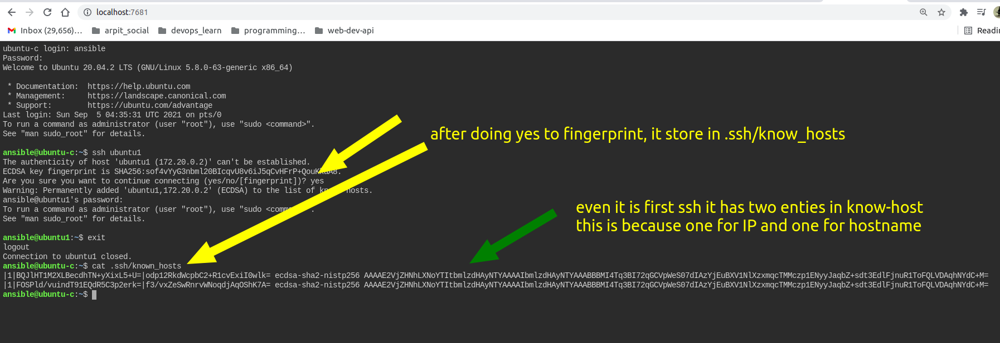 localhost:7681
Inbox (29,656)... arpit_social devops_learn programming... web-dev-api Readin
ubuntu-c login: ansible
Password:
Welcome to Ubuntu 20.04.2 LTS (GNU/Linux 5.8.0-63-generic x86_64)
* Documentation: https://help.ubuntu.com
* Management: https://landscape.canonical.com
* Support: https://ubuntu.com/advantage
Last login: Sun Sep 5 04:35:31 UTC 2021 on pts/0
To run a command as administrator (user "root"), use "sudo <command>".
See "man sudo_root" for details.
after doing yes to fingerprint, it store in .ssh/know_hosts
ansible@ubuntu-c:~$ ssh ubuntu1
The authenticity of host 'ubuntu1 (172.20.0.2)' can't be established.
ECDSA key fingerprint is SHA256:sof4vYyG3nbml20BIcqvU8v6iJ5qCvHFrP+QouKkaA8.
Are you sure you want to continue connecting (yes/no/[fingerprint])? yes
Warning: Permanently added 'ubuntu1,172.20.0.2' (ECDSA) to the list of known hosts.
ansible@ubuntu1's password:
To run a command as administrator (user "root"), use "sudo <command>".
See "man sudo_root" for details.
even it is first ssh it has two enties in know-host
this is because one for IP and one for hostname
ansible@ubuntu1:~$ exit
logout
Connection to ubuntu1 closed.
ansible@ubuntu-c:~$ cat .ssh/known_hosts
|1|BQJlHT1M2XLBecdhTN+yXixL5+U=|odp12RkdWcpbC2+R1cvExiI0wlk= ecdsa-sha2-nistp256 AAAAE2VjZHNhLXNoYTItbmlzdHAyNTYAAAAIbmlzdHAyNTYAAABBBMI4Tq3BI72qGCVpWeS07dIAzYjEuBXV1NlXzxmqcTMMczp1ENyyJaqbZ+sdt3EdlFjnuR1ToFQLVDAqhNYdC+M=
|1|FOSPld/vuindT91EQdR5C3p2erk=|f3/vxZeSwRnrvWNoqdjAqOShK7A= ecdsa-sha2-nistp256 AAAAE2VjZHNhLXNoYTItbmlzdHAyNTYAAAAIbmlzdHAyNTYAAABBBMI4Tq3BI72qGCVpWeS07dIAzYjEuBXV1NlXzxmqcTMMczp1ENyyJaqbZ+sdt3EdlFjnuR1ToFQLVDAqhNYdC+M=
ansible@ubuntu-c:~$